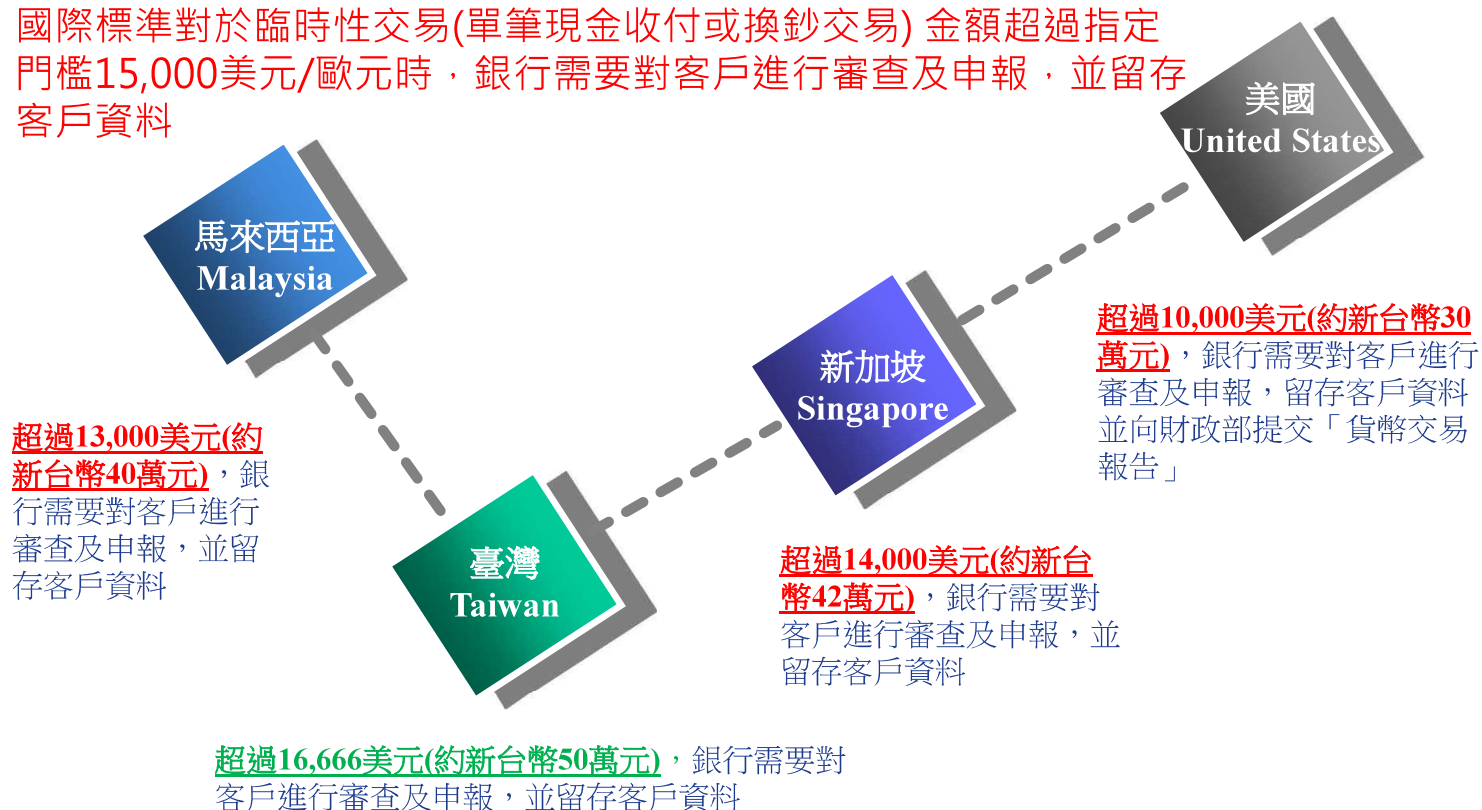 國際標準對於臨時性交易(單筆現金收付或換鈔交易) 金額超過指定
門檻15,000美元/歐元時，銀行需要對客戶進行審查及申報，並留存
客戶資料
美國
United States
馬來西亞
Malaysia
超過10,000美元(約新台幣30
萬元)，銀行需要對客戶進行
審查及申報，留存客戶資料
並向財政部提交「貨幣交易
報告」
新加坡
Singapore
超過13,000美元(約
新台幣40萬元)，銀
行需要對客戶進行
審查及申報，並留
存客戶資料
臺灣
Taiwan
超過14,000美元(約新台
幣42萬元)，銀行需要對
客戶進行審查及申報，並
留存客戶資料
超過16,666美元(約新台幣50萬元)，銀行需要對
客戶進行審查及申報，並留存客戶資料